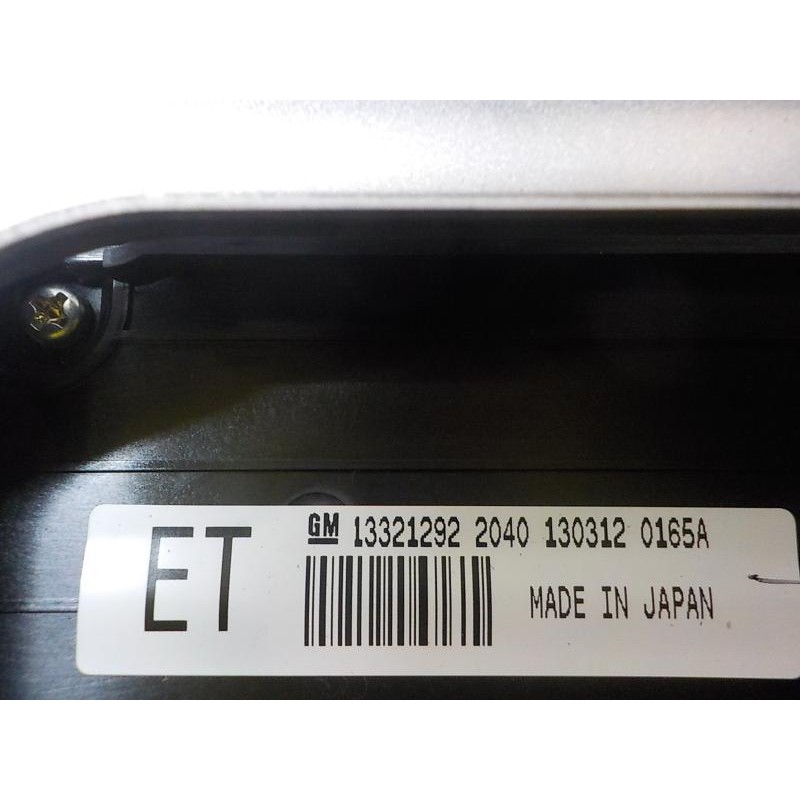 ET
GM 13321292 2040 130312 0165A
MADE IN JAPAN